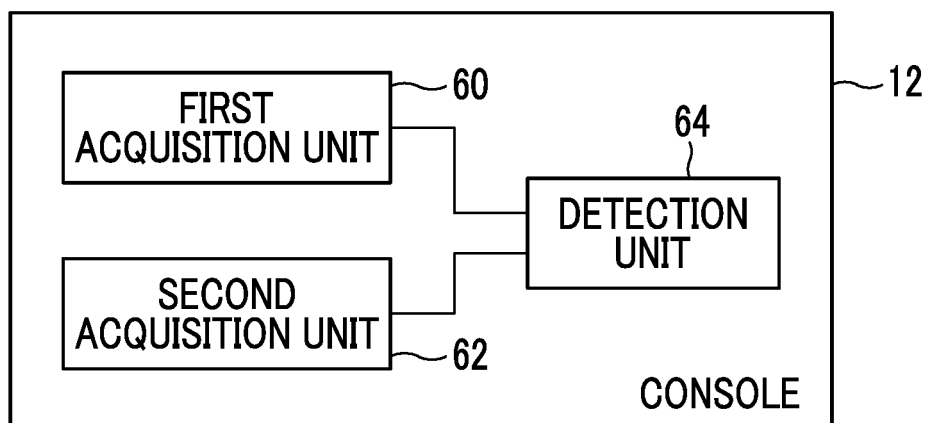 FIRST
ACQUISITION UNIT
60
12
64
DETECTION
UNIT
SECOND
ACQUISITION UNIT
62
CONSOLE